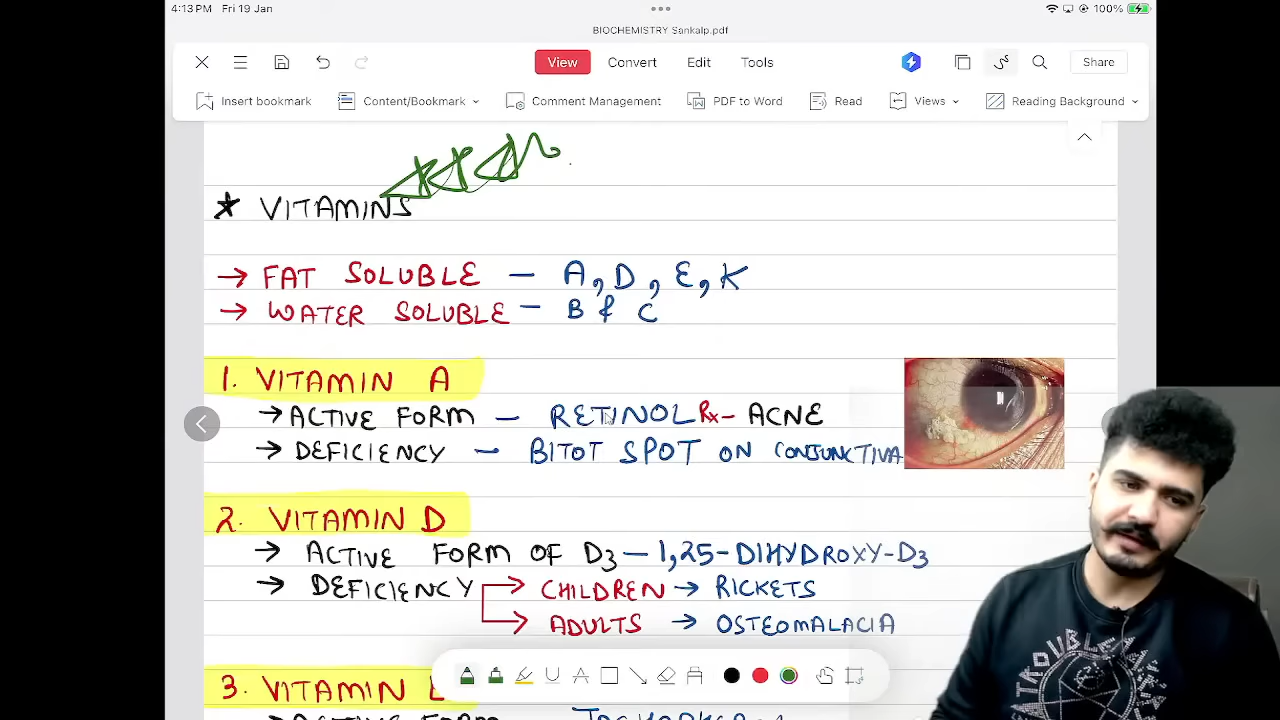 4:13 PM Fri 19 Jan
100%
BIOCHEMISTRY Sankalp.pdf
View Convert Edit Tools Share
Insert bookmark Content/Bookmark Comment Management PDF to Word Read Views Reading Background
* VITAMINS
→ FAT SOLUBLE – A, D, E, K
→ WATER SOLUBLE – B & C
1. VITAMIN A
→ ACTIVE FORM – RETINOL Rx – ACNE
→ DEFICIENCY – BITOT SPOT ON CONJUNCTIVA
2. VITAMIN D
→ ACTIVE FORM OF D3 – 1,25-DIHYDROXY-D3
→ DEFICIENCY → CHILDREN → RICKETS
→ ADULTS → OSTEOMALACIA
3. VITAMIN